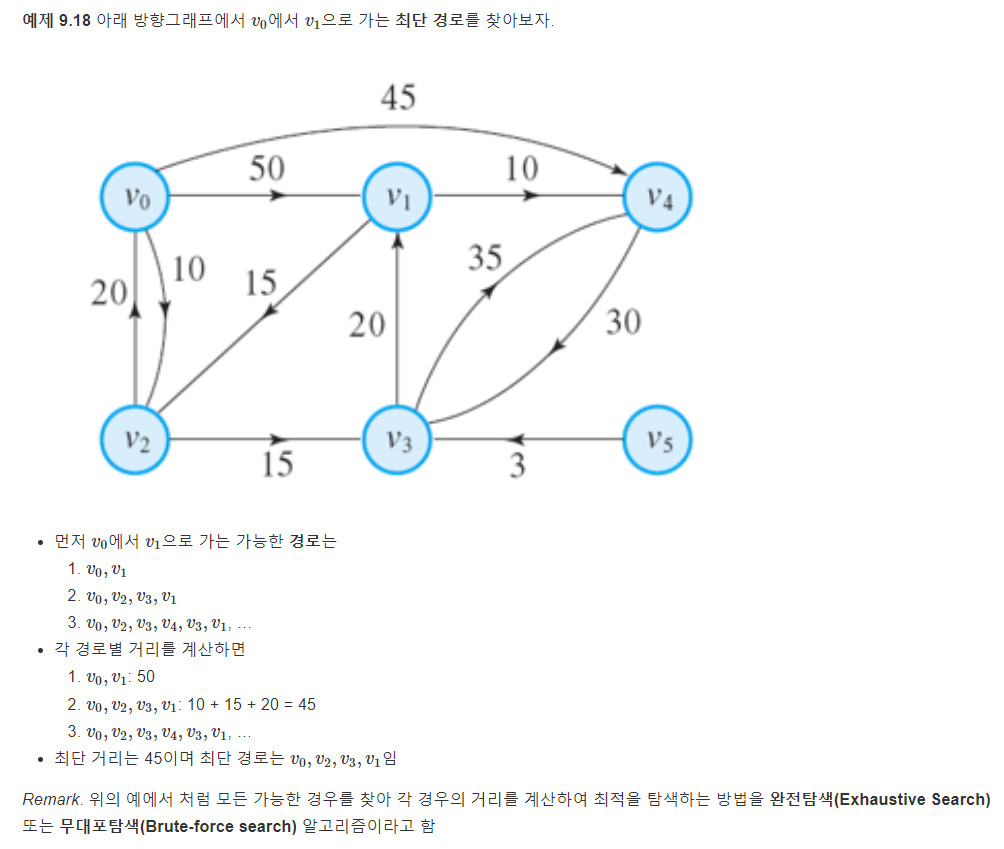 예제 9.18 아래 방향그래프에서 v₀에서 v₁으로 가는 최단 경로를 찾아보자.
45
50
10
v₀
v₁
v₄
20
10
15
35
20
30
v₂
v₃
v₅
15
3
• 먼저 v₀에서 v₁으로 가는 가능한 경로는
1. v₀, v₁
2. v₀, v₂, v₃, v₁
3. v₀, v₂, v₃, v₄, v₃, v₁, …
• 각 경로별 거리를 계산하면
1. v₀, v₁: 50
2. v₀, v₂, v₃, v₁: 10 + 15 + 20 = 45
3. v₀, v₂, v₃, v₄, v₃, v₁, …
• 최단 거리는 45이며 최단 경로는 v₀, v₂, v₃, v₁임
Remark. 위의 예에서 처럼 모든 가능한 경우를 찾아 각 경우의 거리를 계산하여 최적을 탐색하는 방법을 완전탐색(Exhaustive Search)
또는 무대포탐색(Brute-force search) 알고리즘이라고 함